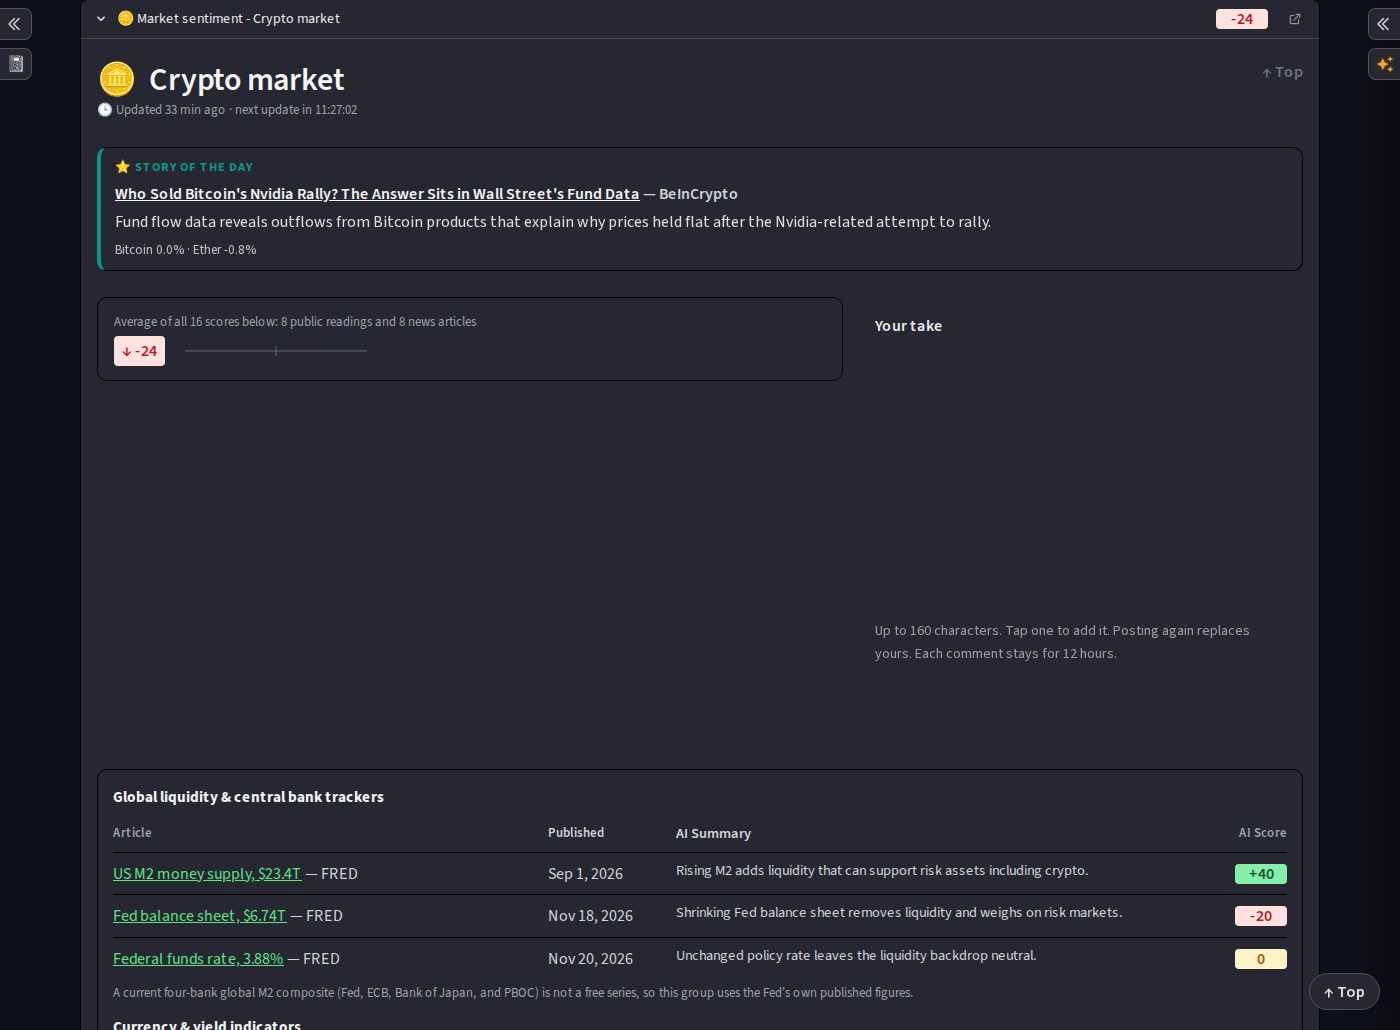 Market sentiment - Crypto market
-24
Crypto market
↑ Top
Updated 33 min ago · next update in 11:27:02
STORY OF THE DAY
Who Sold Bitcoin's Nvidia Rally? The Answer Sits in Wall Street's Fund Data — BeInCrypto
Fund flow data reveals outflows from Bitcoin products that explain why prices held flat after the Nvidia-related attempt to rally.
Bitcoin 0.0% · Ether -0.8%
Average of all 16 scores below: 8 public readings and 8 news articles
↓ -24
Your take
Up to 160 characters. Tap one to add it. Posting again replaces
yours. Each comment stays for 12 hours.
Global liquidity & central bank trackers
Article Published AI Summary AI Score
US M2 money supply, $23.4T — FRED Sep 1, 2026 Rising M2 adds liquidity that can support risk assets including crypto. +40
Fed balance sheet, $6.74T — FRED Nov 18, 2026 Shrinking Fed balance sheet removes liquidity and weighs on risk markets. -20
Federal funds rate, 3.88% — FRED Nov 20, 2026 Unchanged policy rate leaves the liquidity backdrop neutral. 0
A current four-bank global M2 composite (Fed, ECB, Bank of Japan, and PBOC) is not a free series, so this group uses the Fed's own published figures.
↑ Top
Currency & yield indicators